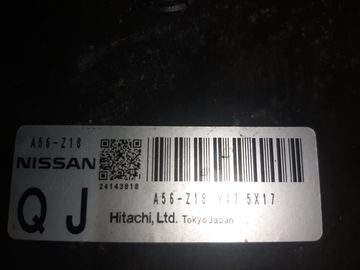 A56-Z18
NISSAN
24143818
QJ
A56-Z18 Y47 5X17
Hitachi, Ltd. Tokyo Japan